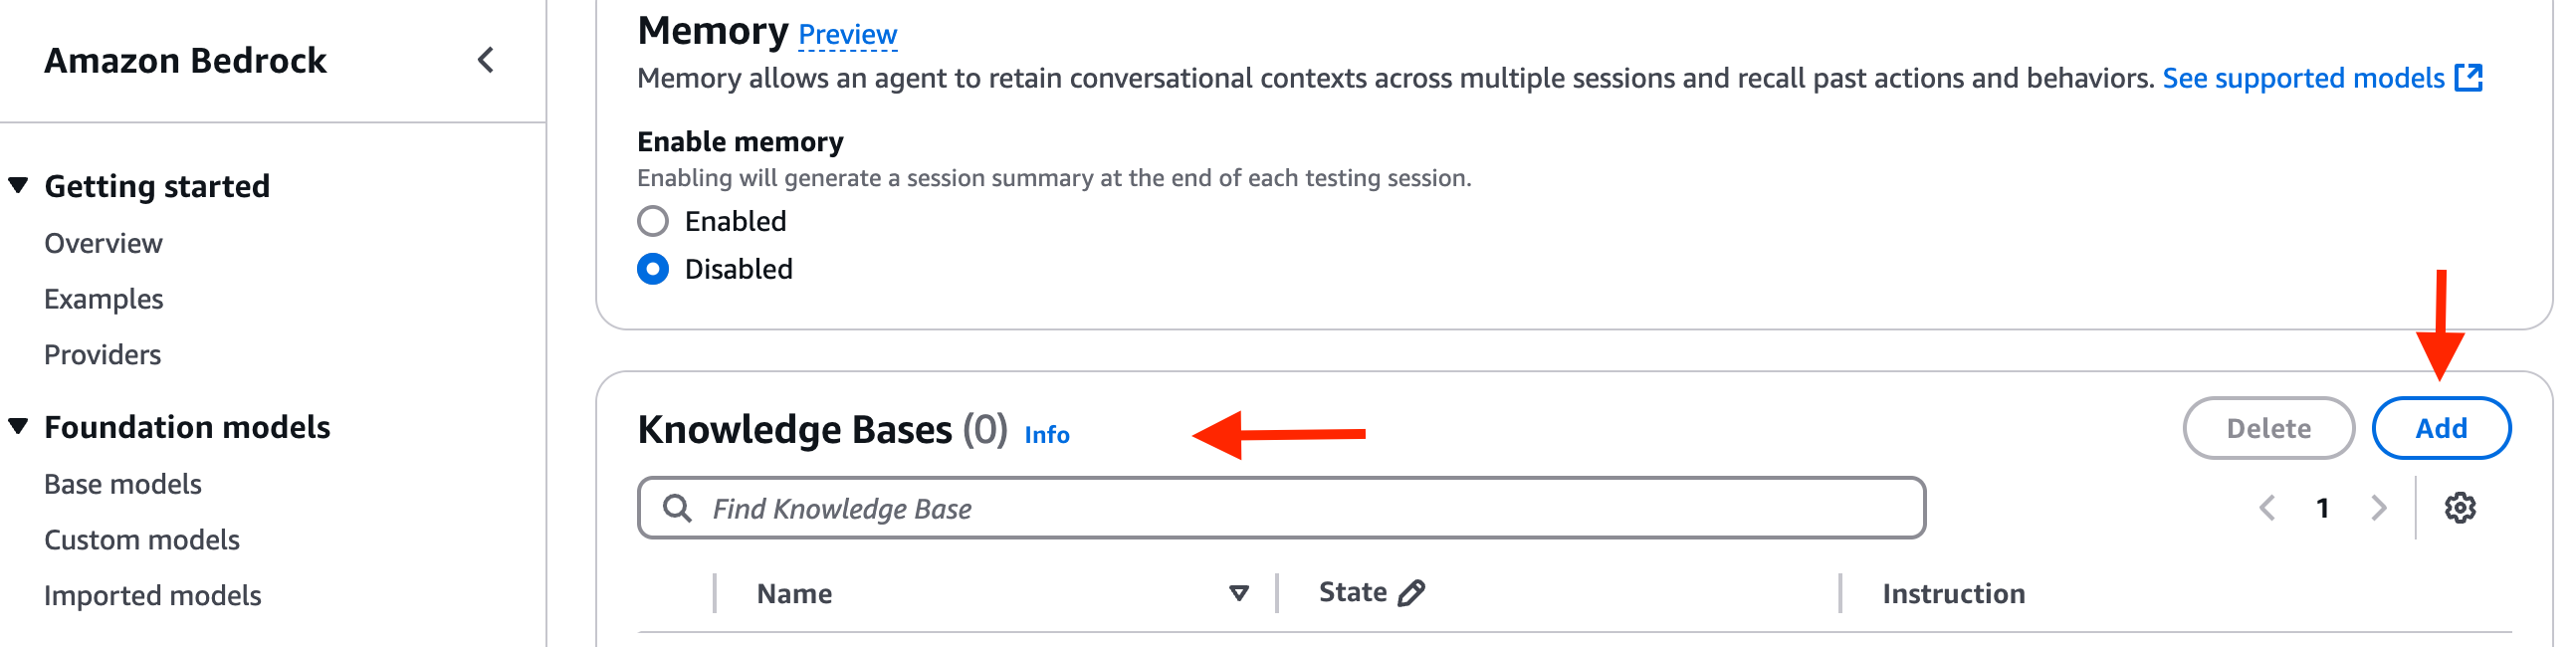 Amazon Bedrock
Getting started
Overview
Examples
Providers
Foundation models
Base models
Custom models
Imported models
Memory Preview
Memory allows an agent to retain conversational contexts across multiple sessions and recall past actions and behaviors. See supported models
Enable memory
Enabling will generate a session summary at the end of each testing session.
Enabled
Disabled
Knowledge Bases (0) Info
Delete Add
Find Knowledge Base
1
Name State Instruction